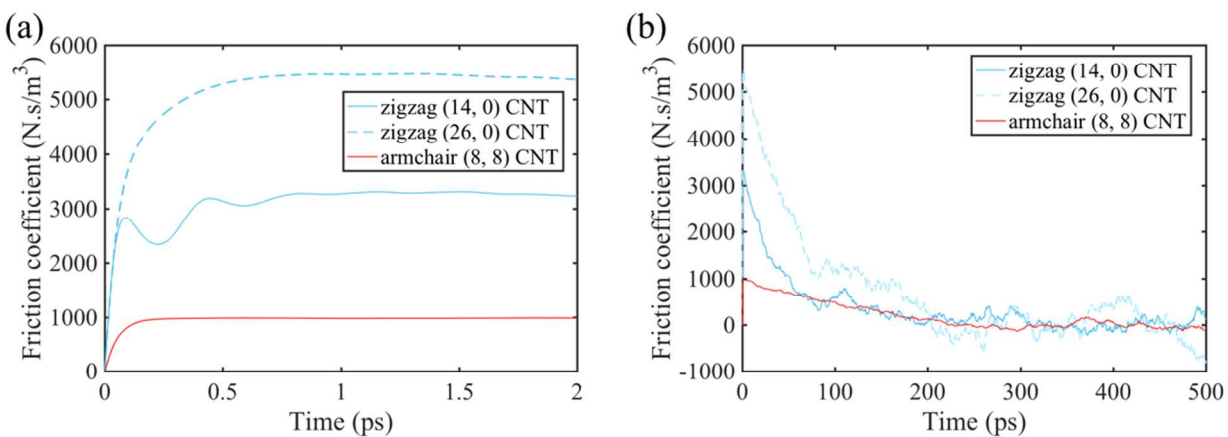 (a)
Friction coefficient (N.s/m³)
6000
5000
4000
3000
2000
1000
0
zigzag (14, 0) CNT
zigzag (26, 0) CNT
armchair (8, 8) CNT
0 0.5 1 1.5 2
Time (ps)
(b)
Friction coefficient (N.s/m³)
6000
5000
4000
3000
2000
1000
0
-1000
zigzag (14, 0) CNT
zigzag (26, 0) CNT
armchair (8, 8) CNT
0 100 200 300 400 500
Time (ps)